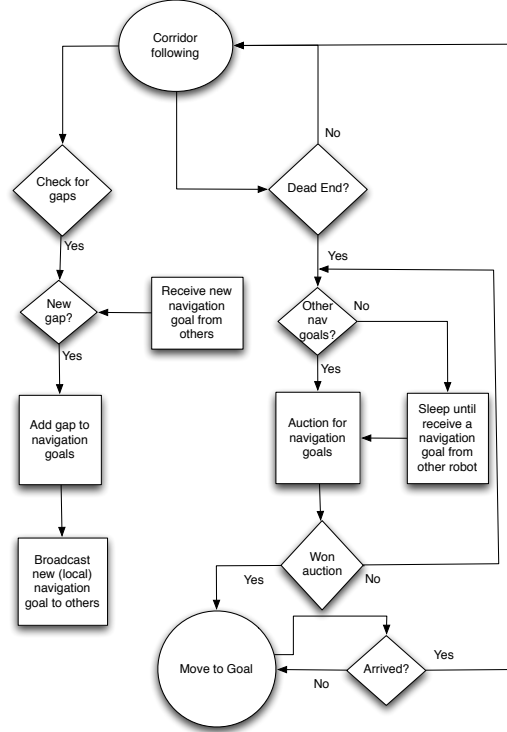 Corridor
following
No
Check for
gaps
Dead End?
Yes
Yes
Receive new
navigation
goal from
others
New
gap?
Other
nav
goals?
No
Yes
Yes
Add gap to
navigation
goals
Auction for
navigation
goals
Sleep until
receive a
navigation
goal from
other robot
Broadcast
new (local)
navigation
goal to others
Won
auction
Yes
No
Move to Goal
Arrived?
Yes
No